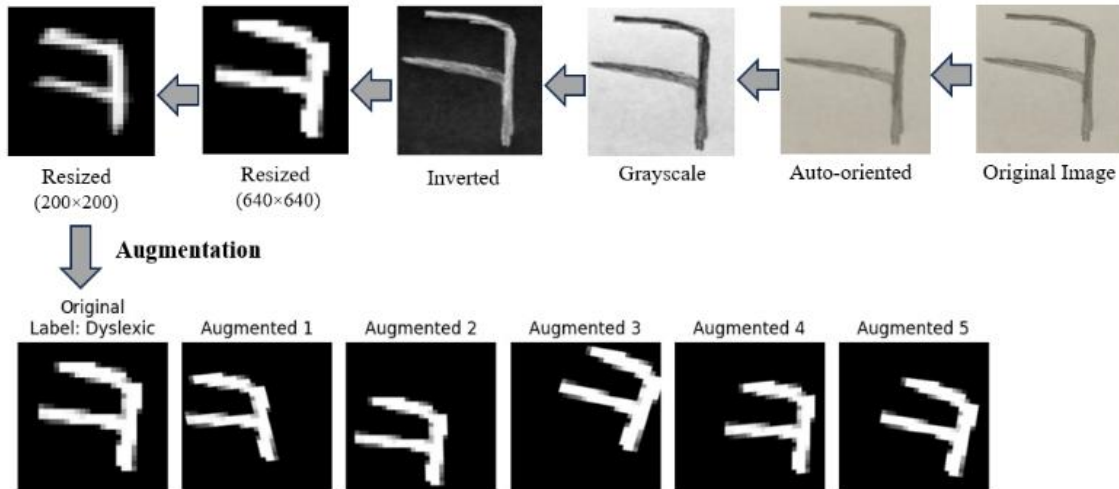 Resized
(200×200)
Resized
(640×640)
Inverted
Grayscale
Auto-oriented
Original Image
Augmentation
Original
Label: Dyslexic
Augmented 1
Augmented 2
Augmented 3
Augmented 4
Augmented 5